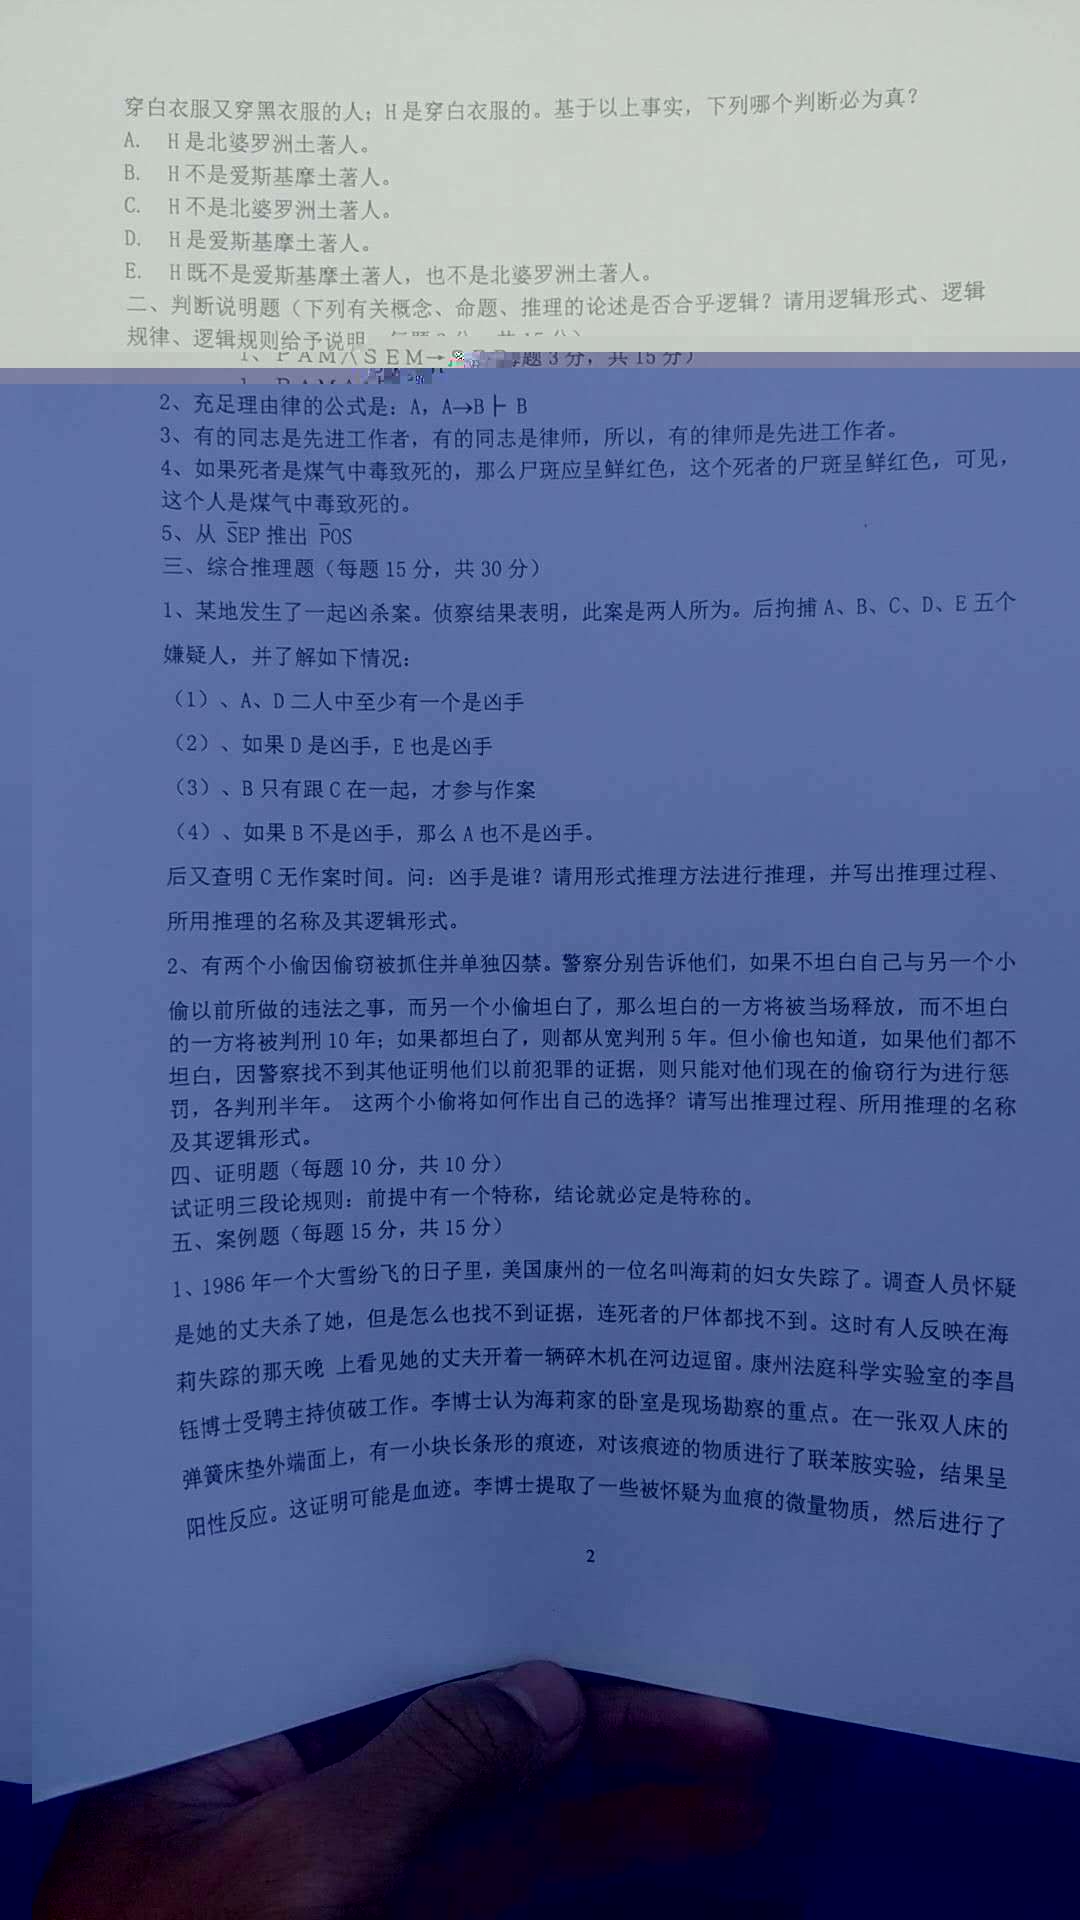 穿白衣服又穿黑衣服的人；H是穿白衣服的。基于以上事实，下列哪个判断必为真？
A. H是北婆罗洲土著人。
B. H不是爱斯基摩土著人。
C. H不是北婆罗洲土著人。
D. H是爱斯基摩土著人。
E. H既不是爱斯基摩土著人，也不是北婆罗洲土著人。
二、判断说明题（下列有关概念、命题、推理的论述是否合乎逻辑？请用逻辑形式、逻辑
规律、逻辑规则给予说明
1、PAM∧SEM→ 题3分，共15分）
2、充足理由律的公式是：A，A→B├ B
3、有的同志是先进工作者，有的同志是律师，所以，有的律师是先进工作者。
4、如果死者是煤气中毒致死的，那么尸斑应呈鲜红色，这个死者的尸斑呈鲜红色，可见，
这个人是煤气中毒致死的。
5、从 S̅EP 推出 P̅OS
三、综合推理题（每题15分，共30分）
1、某地发生了一起凶杀案。侦察结果表明，此案是两人所为。后拘捕A、B、C、D、E五个
嫌疑人，并了解如下情况：
（1）、A、D二人中至少有一个是凶手
（2）、如果D是凶手，E也是凶手
（3）、B只有跟C在一起，才参与作案
（4）、如果B不是凶手，那么A也不是凶手。
后又查明C无作案时间。问：凶手是谁？请用形式推理方法进行推理，并写出推理过程、
所用推理的名称及其逻辑形式。
2、有两个小偷因偷窃被抓住并单独囚禁。警察分别告诉他们，如果不坦白自己与另一个小
偷以前所做的违法之事，而另一个小偷坦白了，那么坦白的一方将被当场释放，而不坦白
的一方将被判刑10年；如果都坦白了，则都从宽判刑5年。但小偷也知道，如果他们都不
坦白，因警察找不到其他证明他们以前犯罪的证据，则只能对他们现在的偷窃行为进行惩
罚，各判刑半年。 这两个小偷将如何作出自己的选择？请写出推理过程、所用推理的名称
及其逻辑形式。
四、证明题（每题10分，共10分）
试证明三段论规则：前提中有一个特称，结论就必定是特称的。
五、案例题（每题15分，共15分）
1、1986年一个大雪纷飞的日子里，美国康州的一位名叫海莉的妇女失踪了。调查人员怀疑
是她的丈夫杀了她，但是怎么也找不到证据，连死者的尸体都找不到。这时有人反映在海
莉失踪的那天晚 上看见她的丈夫开着一辆碎木机在河边逗留。康州法庭科学实验室的李昌
钰博士受聘主持侦破工作。李博士认为海莉家的卧室是现场勘察的重点。在一张双人床的
弹簧床垫外端面上，有一小块长条形的痕迹，对该痕迹的物质进行了联苯胺实验，结果呈
阳性反应。这证明可能是血迹。李博士提取了一些被怀疑为血痕的微量物质，然后进行了
2